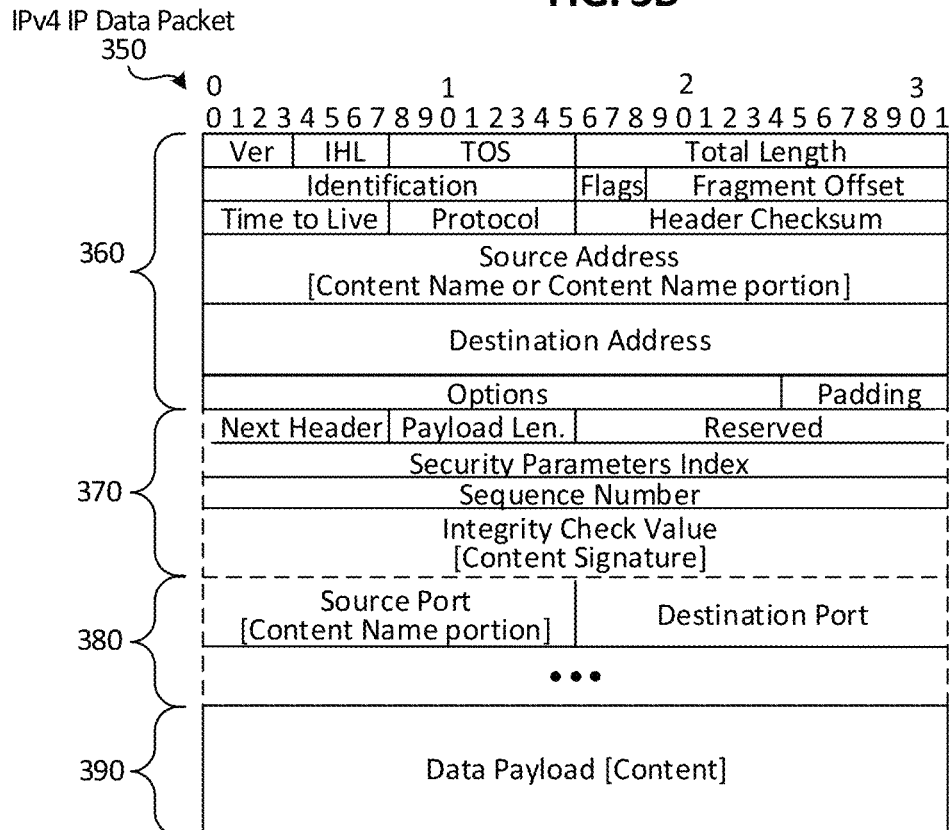 FIG.
IPv4 IP Data Packet
350
0 1 2 3
0 1 2 3 4 5 6 7 8 9 0 1 2 3 4 5 6 7 8 9 0 1 2 3 4 5 6 7 8 9 0 1
Ver IHL TOS Total Length
Identification Flags Fragment Offset
Time to Live Protocol Header Checksum
360
Source Address
[Content Name or Content Name portion]
Destination Address
Options Padding
Next Header Payload Len. Reserved
Security Parameters Index
370
Sequence Number
Integrity Check Value
[Content Signature]
380
Source Port
[Content Name portion]
Destination Port
•••
390
Data Payload [Content]